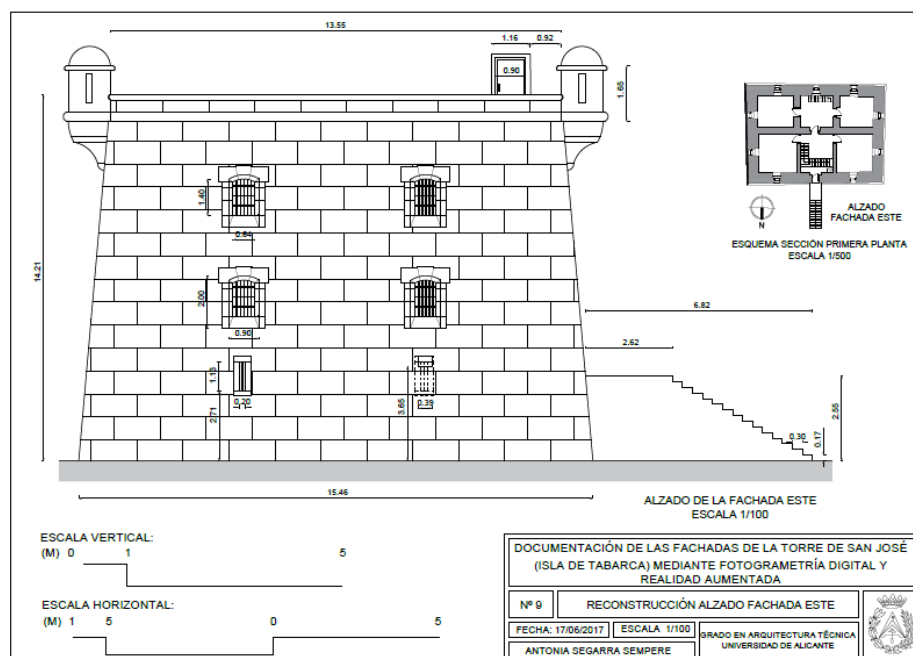 13.55
1.16 0.92
0.90
1.65
1.40
0.64
14.21
2.00
0.90
6.82
2.62
1.13
0.20
2.71
3.65
0.39
2.55
0.30
0.17
15.46
N
ALZADO
FACHADA ESTE
ESQUEMA SECCIÓN PRIMERA PLANTA
ESCALA 1/500
ALZADO DE LA FACHADA ESTE
ESCALA 1/100
ESCALA VERTICAL:
(M) 0 1 5
ESCALA HORIZONTAL:
(M) 1 5 0 5
DOCUMENTACIÓN DE LAS FACHADAS DE LA TORRE DE SAN JOSÉ
(ISLA DE TABARCA) MEDIANTE FOTOGRAMETRÍA DIGITAL Y
REALIDAD AUMENTADA
Nº 9 RECONSTRUCCIÓN ALZADO FACHADA ESTE
FECHA: 17/06/2017 ESCALA 1/100
GRADO EN ARQUITECTURA TÉCNICA
UNIVERSIDAD DE ALICANTE
ANTONIA SEGARRA SEMPERE